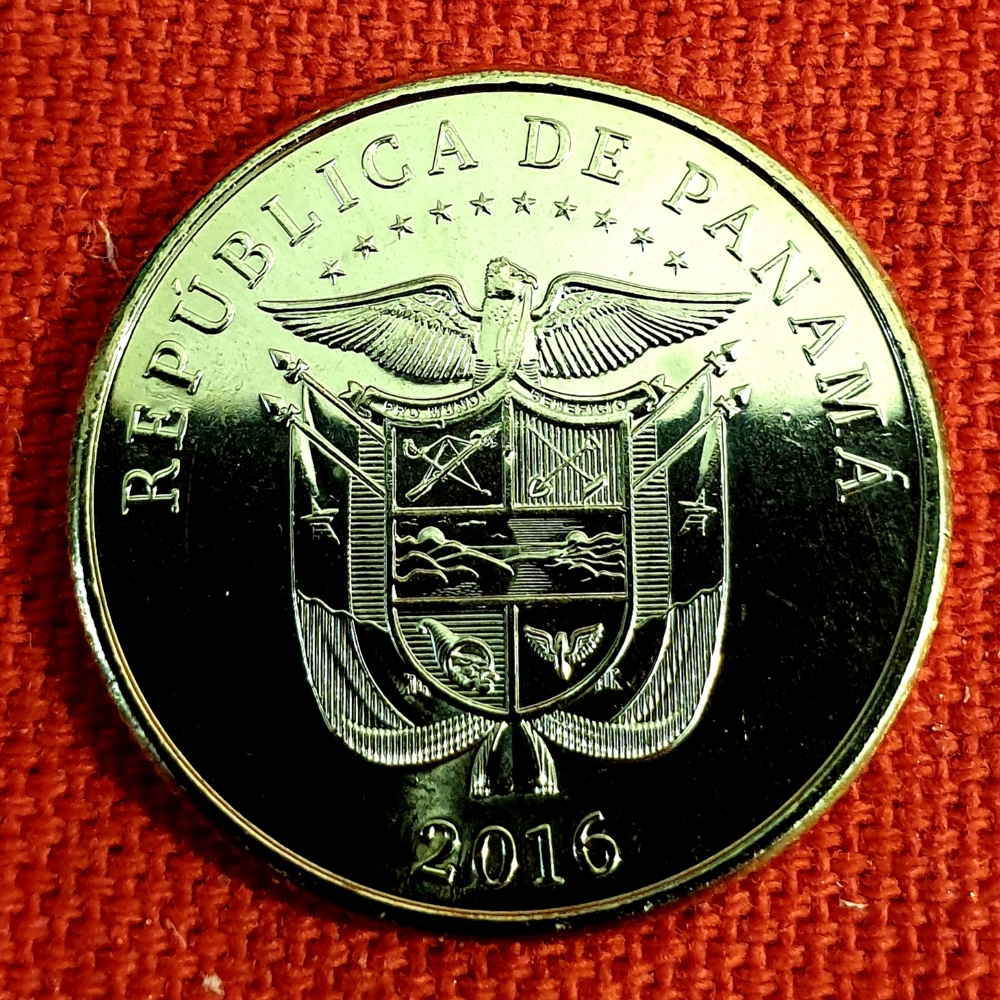 REPÚBLICA DE PANAMÁ
PRO MUNDI BENEFICIO
2016